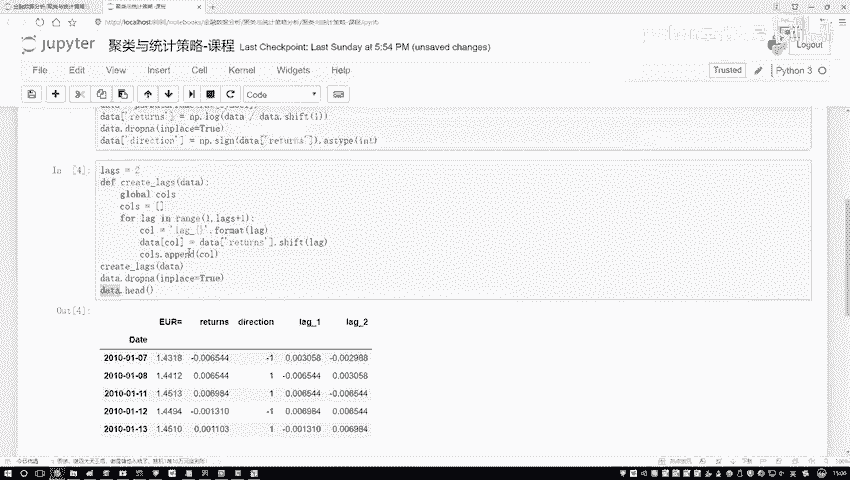 jupyter 聚类与统计策略-课程 Last Checkpoint: Last Sunday at 5:54 PM (unsaved changes)
Logout
File Edit View Insert Cell Kernel Widgets Help
Trusted Python 3
Code
data['returns'] = np.log(data / data.shift(1))
data.dropna(inplace=True)
data['direction'] = np.sign(data['returns']).astype(int)
In [4]: lags = 2
def create_lags(data):
global cols
cols = []
for lag in range(1,lags+1):
col = 'lag_{}'.format(lag)
data[col] = data['returns'].shift(lag)
cols.append(col)
create_lags(data)
data.dropna(inplace=True)
data.head()
Out[4]:
EUR= returns direction lag_1 lag_2
Date
2010-01-07 1.4318 -0.006544 -1 0.003058 -0.002988
2010-01-08 1.4412 0.006544 1 -0.006544 0.003058
2010-01-11 1.4513 0.006984 1 0.006544 -0.006544
2010-01-12 1.4494 -0.001310 -1 0.006984 0.006544
2010-01-13 1.4510 0.001103 1 -0.001310 0.006984